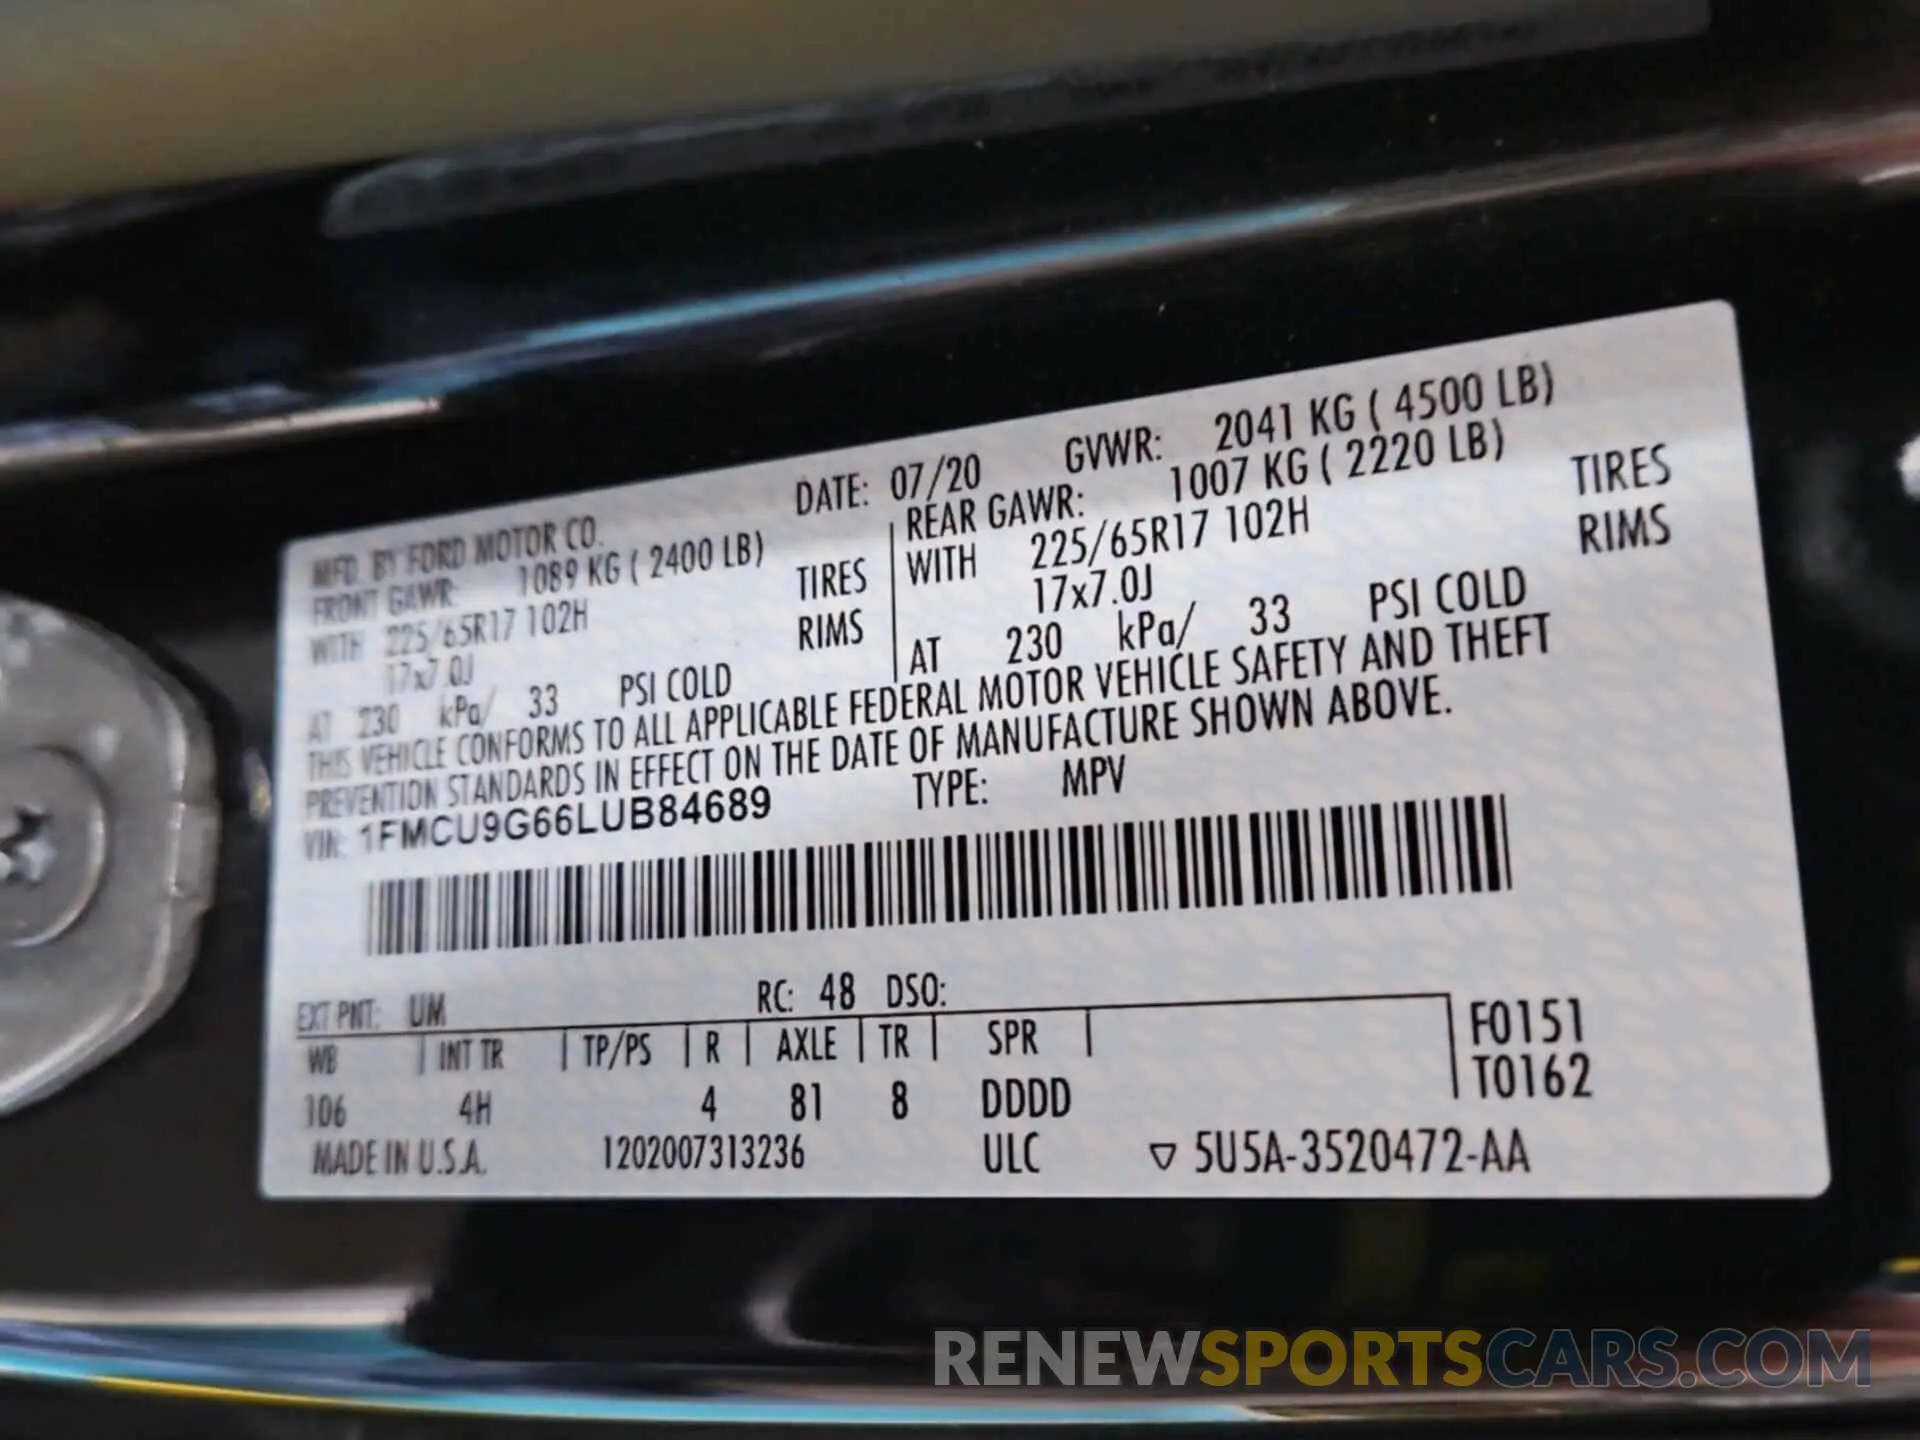 MFD. BY FORD MOTOR CO. DATE: 07/20 GVWR: 2041 KG ( 4500 LB)
FRONT GAWR: 1089 KG ( 2400 LB) REAR GAWR: 1007 KG ( 2220 LB)
WITH 225/65R17 102H TIRES WITH 225/65R17 102H TIRES
17x7.0J RIMS 17x7.0J RIMS
AT 230 kPa/ 33 PSI COLD AT 230 kPa/ 33 PSI COLD
THIS VEHICLE CONFORMS TO ALL APPLICABLE FEDERAL MOTOR VEHICLE SAFETY AND THEFT
PREVENTION STANDARDS IN EFFECT ON THE DATE OF MANUFACTURE SHOWN ABOVE.
VIN: 1FMCU9G66LUB84689 TYPE: MPV
EXT PNT: UM RC: 48 DSO:
WB INT TR TP/PS R AXLE TR SPR F0151
106 4H 4 81 8 DDDD T0162
MADE IN U.S.A. 1202007313236 ULC ▽ 5U5A-3520472-AA
RENEWSPORTSCARS.COM